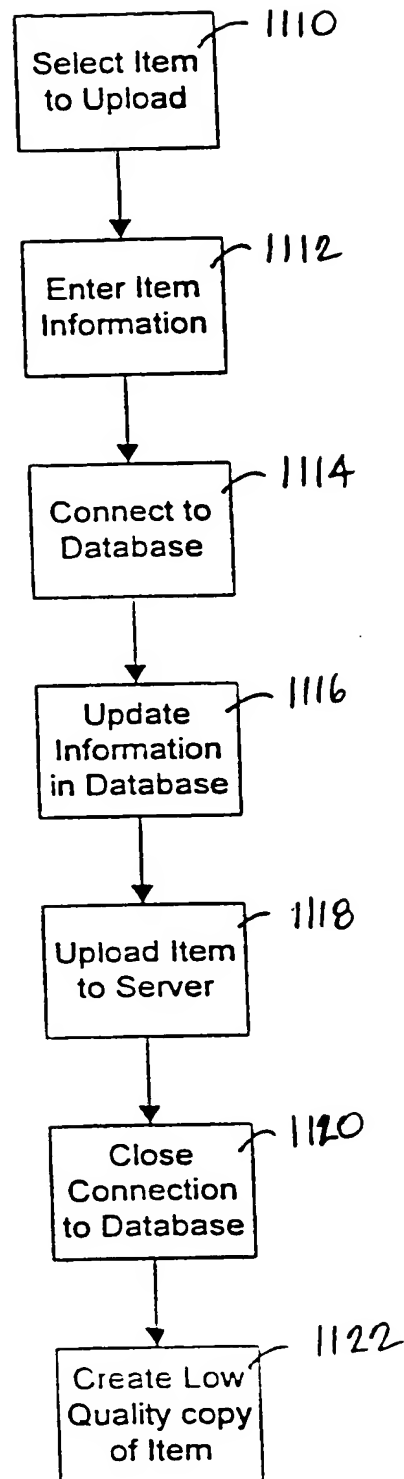 1110
Select Item
to Upload
1112
Enter Item
Information
1114
Connect to
Database
1116
Update
Information
in Database
1118
Upload Item
to Server
1120
Close
Connection
to Database
1122
Create Low
Quality copy
of Item